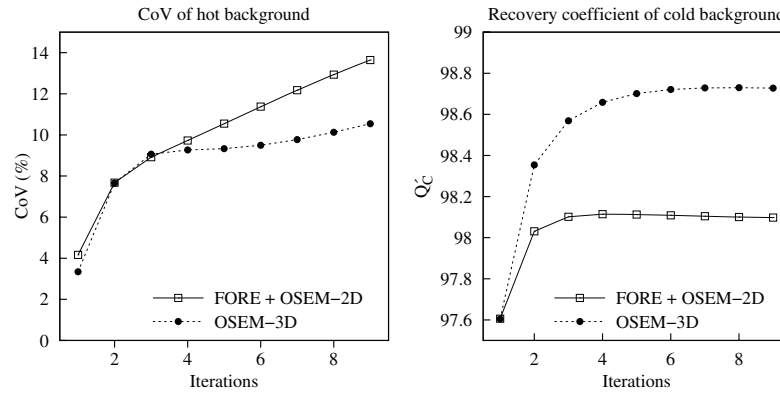 CoV of hot background
14
12
10
8
6
4
2
0
CoV (%)
2 4 6 8
Iterations
FORE + OSEM−2D
OSEM−3D
Recovery coefficient of cold background
99
98.8
98.4
98.2
98
97.8
97.6
Q´C
2 4 6 8
Iterations
FORE + OSEM−2D
OSEM−3D